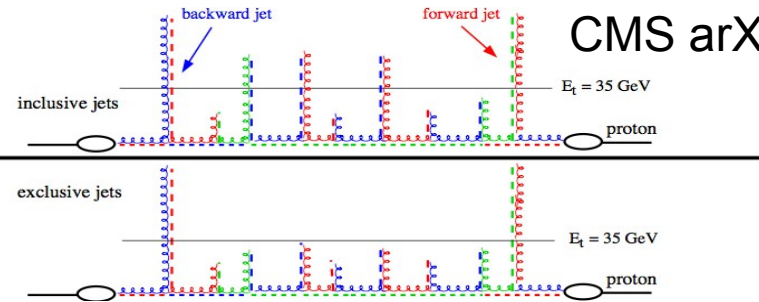 backward jet
forward jet
CMS arX
inclusive jets
E_t = 35 GeV
proton
exclusive jets
E_t = 35 GeV
proton